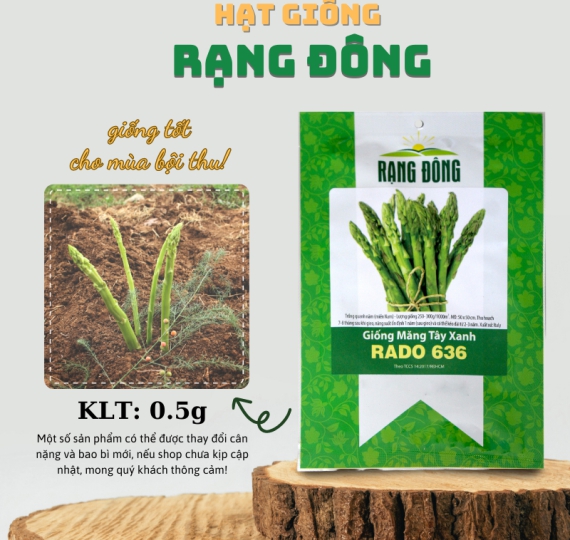 HẠT GIỐNG
RẠNG ĐÔNG
giống tốt
cho mùa bội thu!
RẠNG ĐÔNG
Giống Măng Tây Xanh
RADO 636
KLT: 0.5g
Một số sản phẩm có thể được thay đổi cân
nặng và bao bì mới, nếu shop chưa kịp cập
nhật, mong quý khách thông cảm!